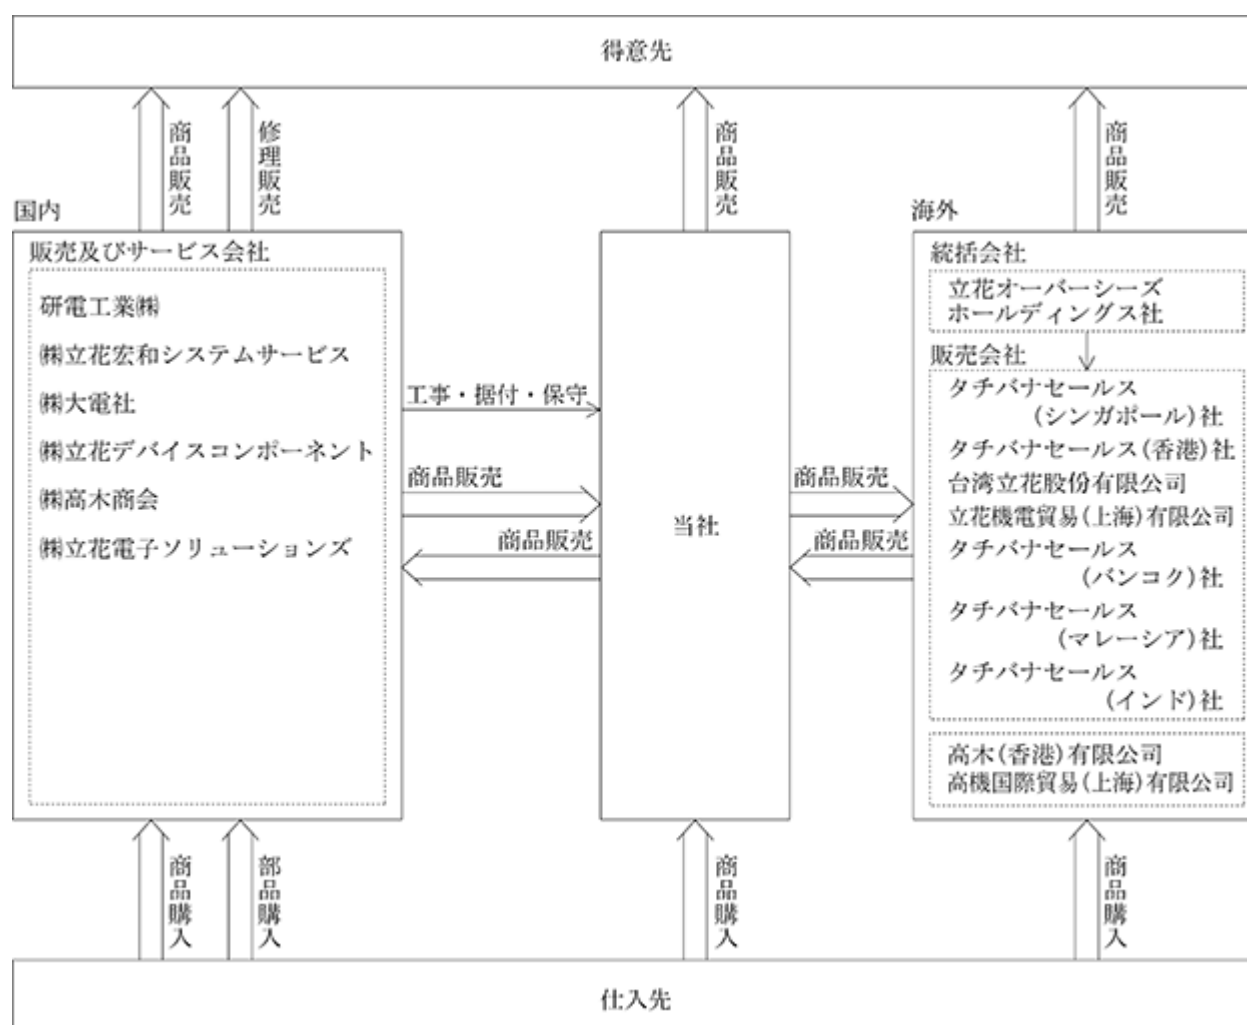 得意先
商品販売
修理販売
商品販売
商品販売
国内
海外
販売及びサービス会社
研電工業㈱
㈱立花宏和システムサービス
㈱大電社
㈱立花デバイスコンポーネント
㈱高木商会
㈱立花電子ソリューションズ
工事・据付・保守
商品販売
商品販売
当社
商品販売
商品販売
統括会社
立花オーバーシーズ
ホールディングス社
販売会社
タチバナセールス
(シンガポール)社
タチバナセールス(香港)社
台湾立花股份有限公司
立花機電貿易(上海)有限公司
タチバナセールス
(バンコク)社
タチバナセールス
(マレーシア)社
タチバナセールス
(インド)社
高木(香港)有限公司
高機国際貿易(上海)有限公司
商品購入
部品購入
商品購入
商品購入
仕入先